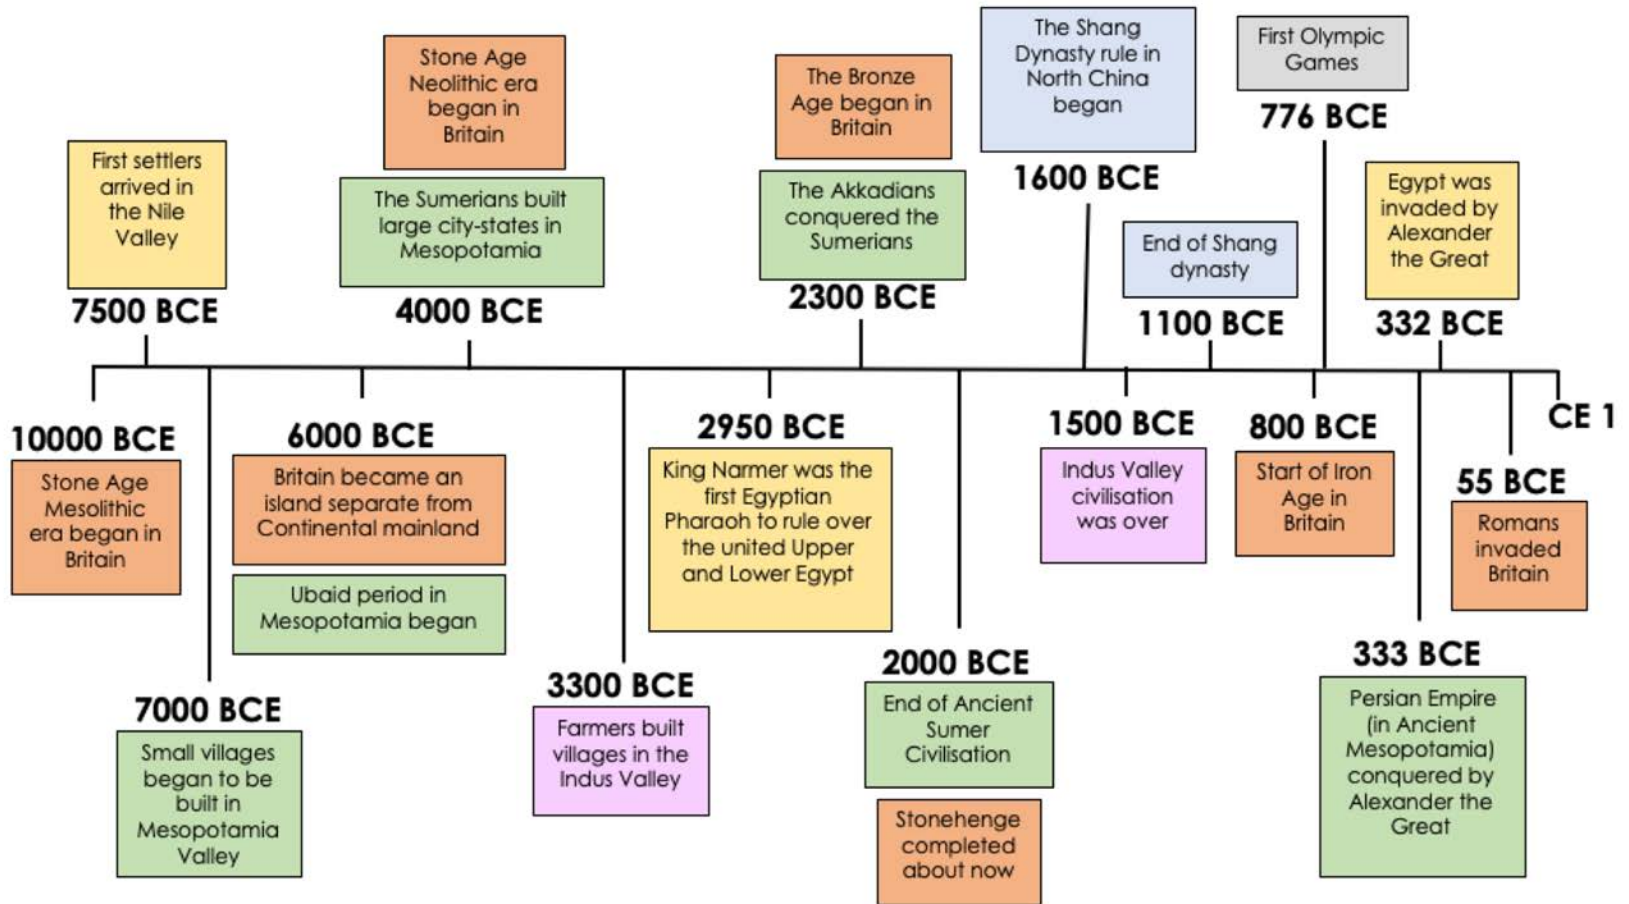 Stone Age
Neolithic era
began in
Britain
The Sumerians built
large city-states in
Mesopotamia
4000 BCE
First settlers
arrived in
the Nile
Valley
7500 BCE
The Bronze
Age began in
Britain
The Akkadians
conquered the
Sumerians
2300 BCE
The Shang
Dynasty rule in
North China
began
1600 BCE
End of Shang
dynasty
1100 BCE
First Olympic
Games
776 BCE
Egypt was
invaded by
Alexander
the Great
332 BCE
10000 BCE
Stone Age
Mesolithic
era began in
Britain
7000 BCE
Small villages
began to be
built in
Mesopotamia
Valley
6000 BCE
Britain became an
island separate from
Continental mainland
Ubaid period in
Mesopotamia began
3300 BCE
Farmers built
villages in the
Indus Valley
2950 BCE
King Narmer was the
first Egyptian
Pharaoh to rule over
the united Upper
and Lower Egypt
2000 BCE
End of Ancient
Sumer
Civilisation
Stonehenge
completed
about now
1500 BCE
Indus Valley
civilisation
was over
800 BCE
Start of Iron
Age in
Britain
333 BCE
Persian Empire
(in Ancient
Mesopotamia)
conquered by
Alexander the
Great
55 BCE
Romans
invaded
Britain
CE 1